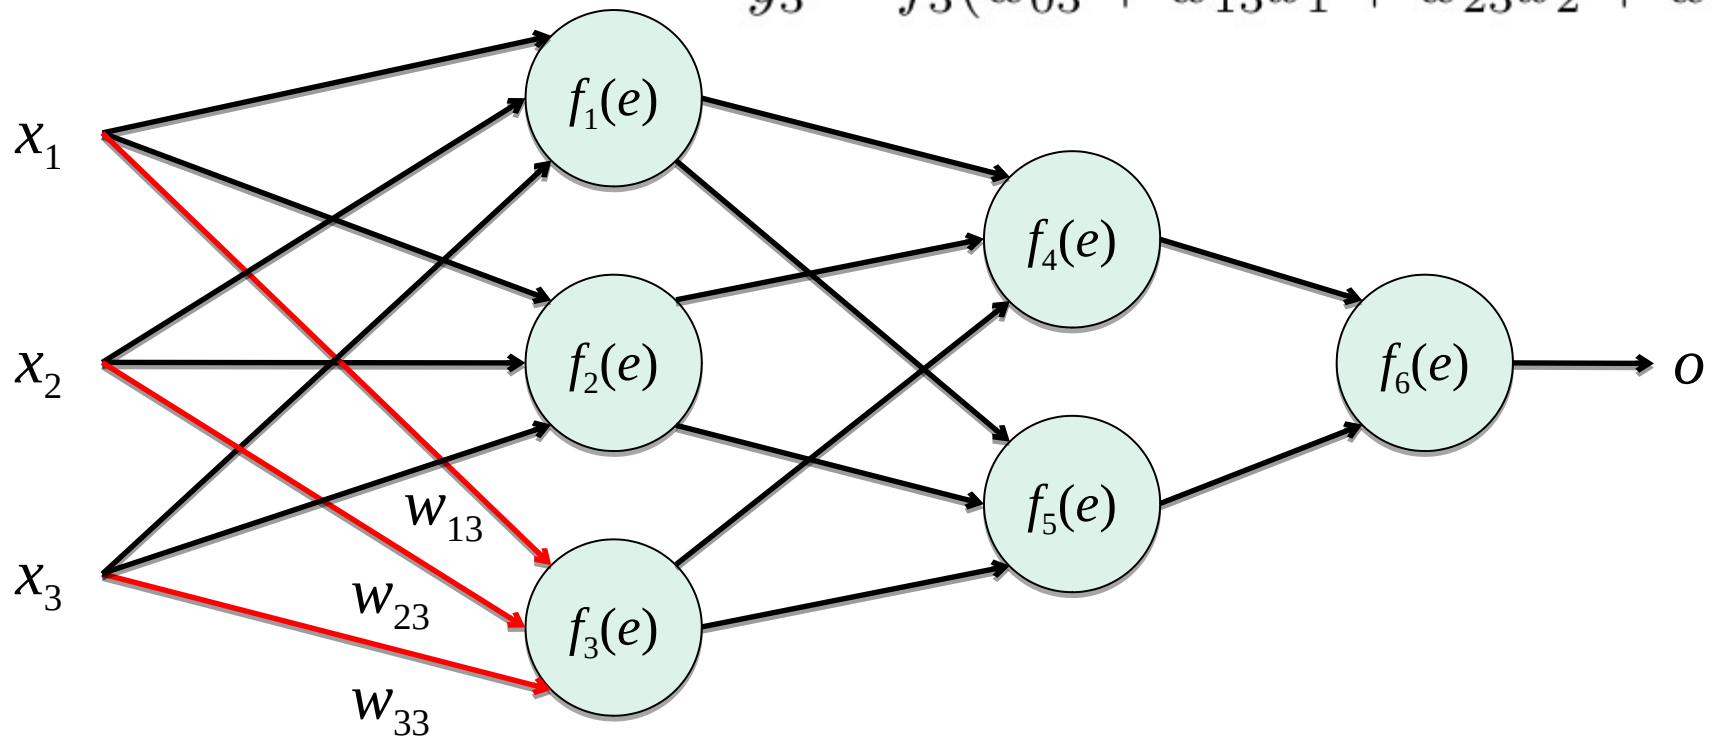 f₁(e)
x₁
f₄(e)
x₂
f₂(e)
f₆(e)
o
w₁₃
f₅(e)
x₃
w₂₃
f₃(e)
w₃₃